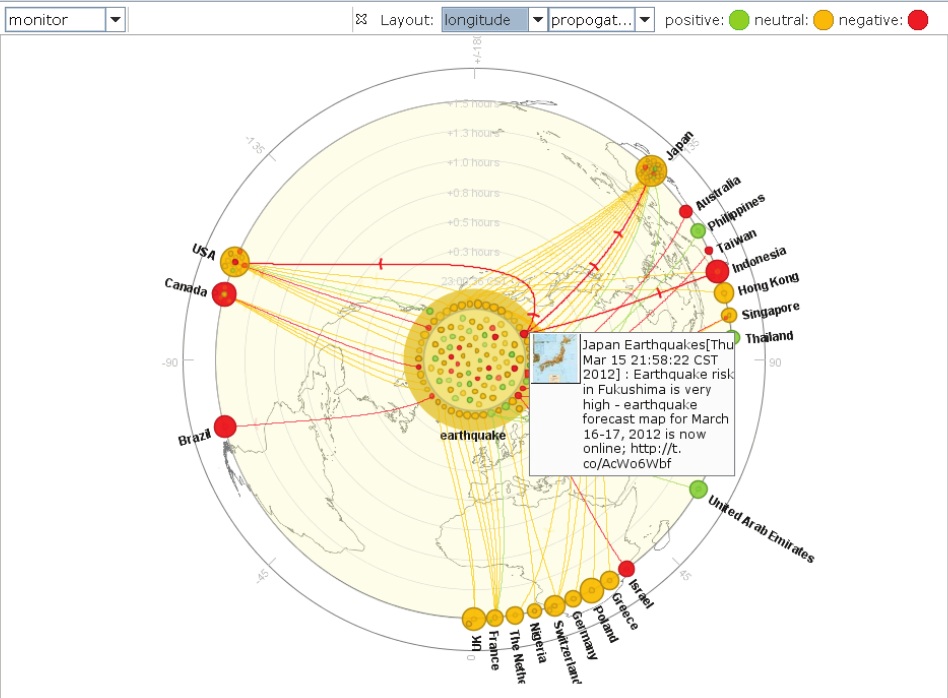 monitor
Layout:
longitude
propogat...
positive:
neutral:
negative:
+/-180
+1.5 hours
+1.3 hours
+1.0 hours
+0.8 hours
+0.5 hours
+0.3 hours
-135
135
-90
90
-45
45
0
Japan
Australia
Philippines
Taiwan
Indonesia
Hong Kong
Singapore
Thailand
USA
Canada
Brazil
earthquake
Japan Earthquakes[Thu
Mar 15 21:58:22 CST
2012] : Earthquake risk
in Fukushima is very
high - earthquake
forecast map for March
16-17, 2012 is now
online; http://t.
co/AcWo6Wbf
United Arab Emirates
Israel
Greece
Poland
Germany
Switzerland
Nigeria
The Nethe
France
UK